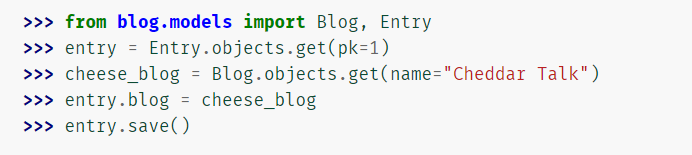 >>> from blog.models import Blog, Entry
>>> entry = Entry.objects.get(pk=1)
>>> cheese_blog = Blog.objects.get(name="Cheddar Talk")
>>> entry.blog = cheese_blog
>>> entry.save()